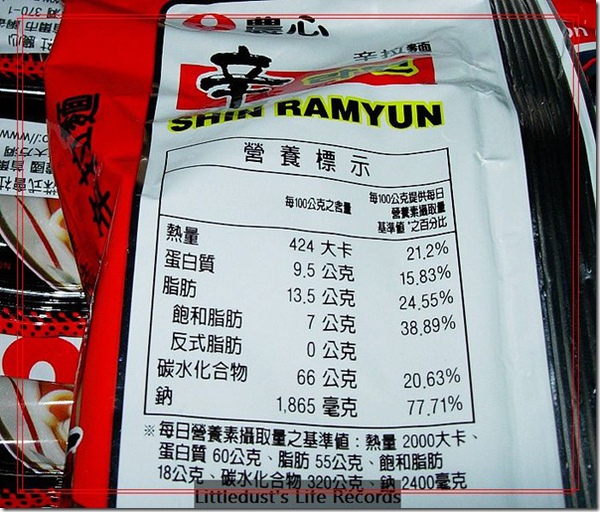 農心
辛拉麵
辛
SHIN RAMYUN
營養標示
每100公克之含量
每100公克提供每日
營養素攝取量
基準值*之百分比
熱量 424 大卡 21.2%
蛋白質 9.5 公克 15.83%
脂肪 13.5 公克 24.55%
飽和脂肪 7 公克 38.89%
反式脂肪 0 公克
碳水化合物 66 公克 20.63%
鈉 1,865 毫克 77.71%
※每日營養素攝取量之基準值：熱量 2000大卡、
蛋白質 60公克、脂肪 55公克、飽和脂肪
18公克、碳水化合物 320公克、鈉 2400毫克
辛拉麵
Littledust's Life Records